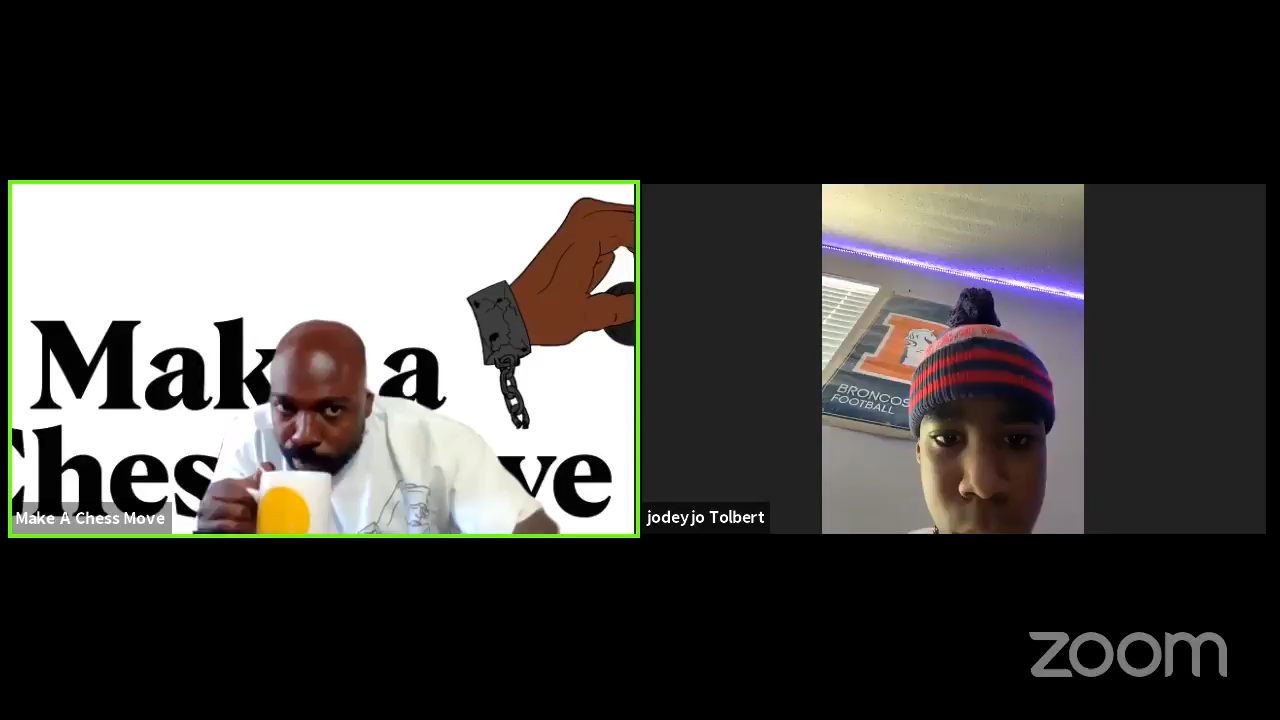 Mak a
Ches ve
Make A Chess Move
BRONCOS
FOOTBALL
jodeyjo Tolbert
zoom